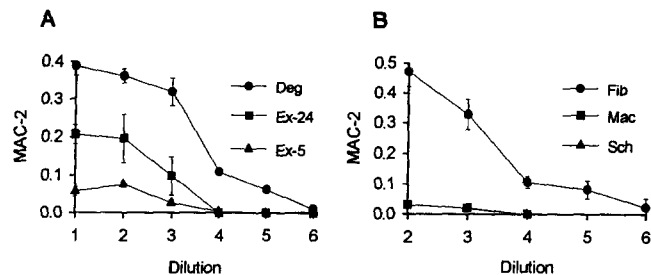 A
MAC-2
0.4
0.3
0.2
0.1
0.0
1 2 3 4 5 6
Dilution
Deg
Ex-24
Ex-5
B
MAC-2
0.5
0.4
0.3
0.2
0.1
0.0
2 3 4 5 6
Dilution
Fib
Mac
Sch